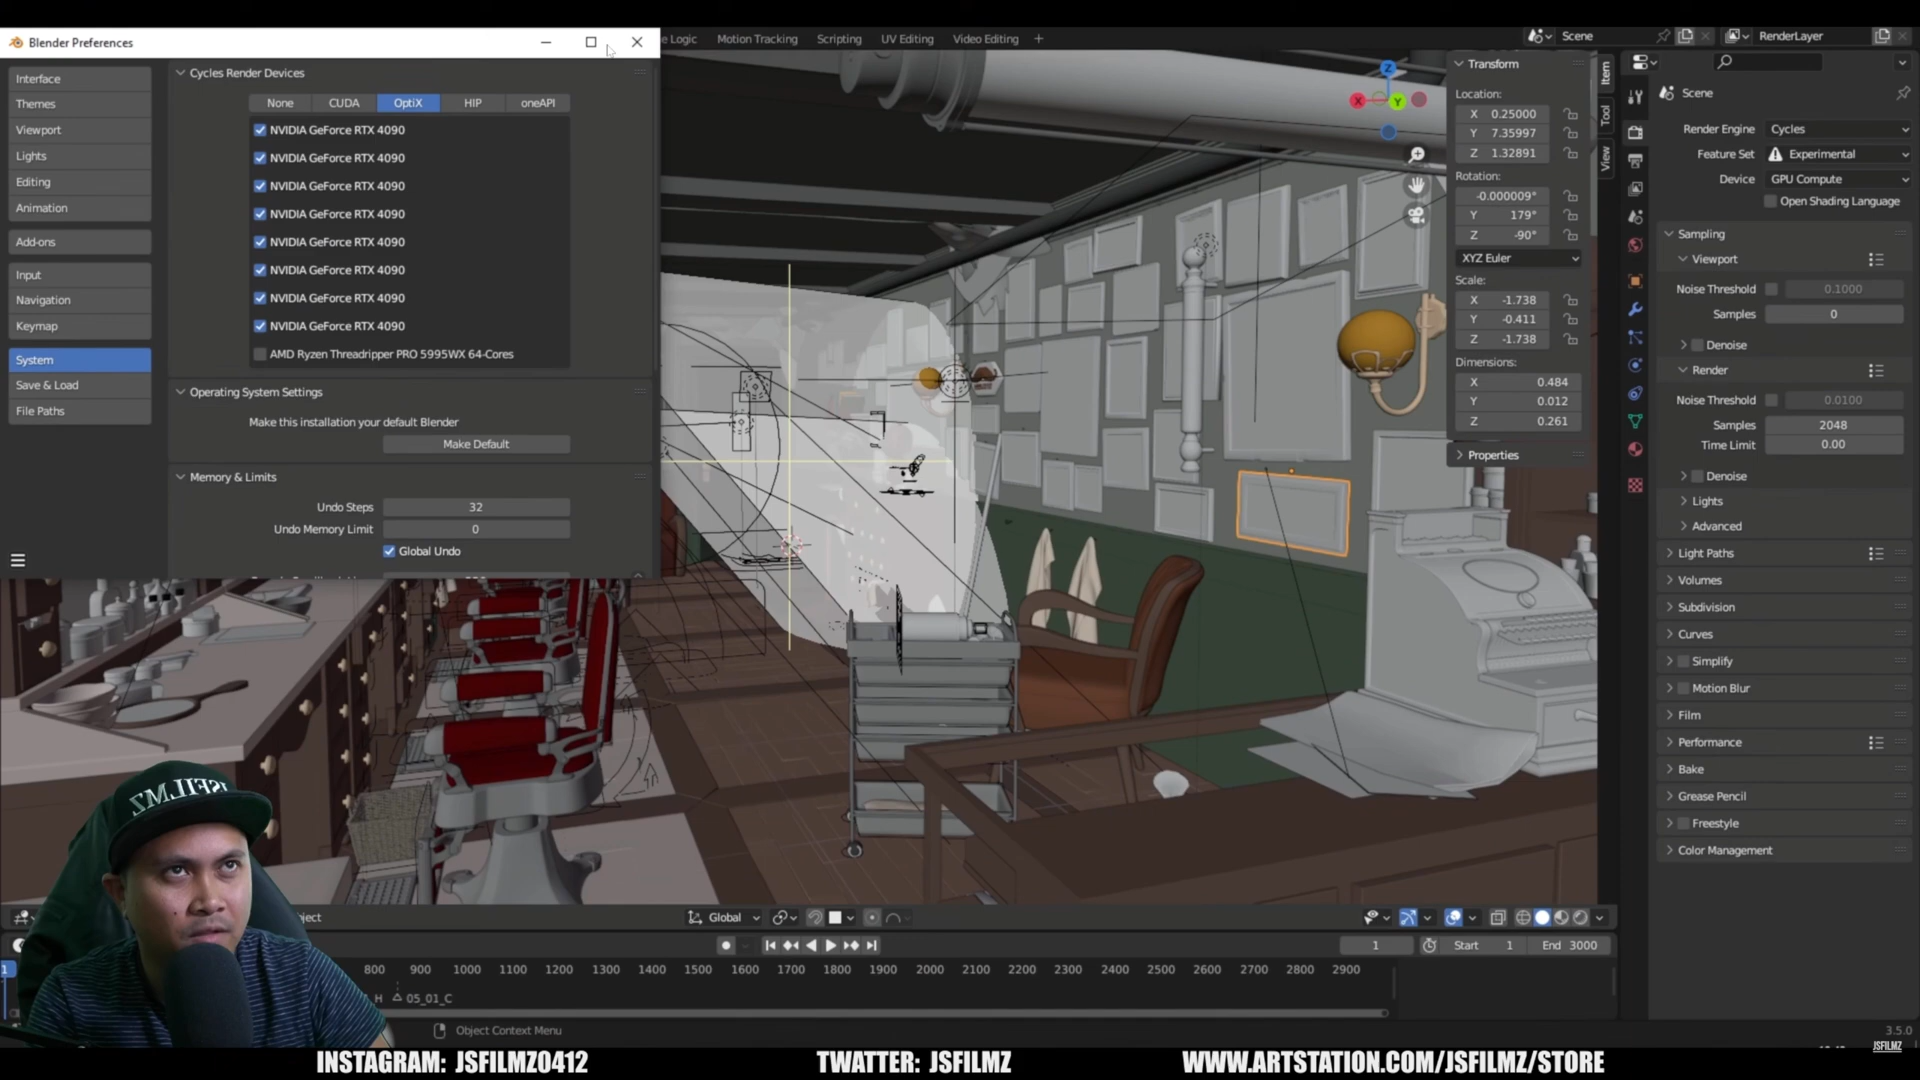 Blender Preferences
Interface
Themes
Viewport
Lights
Editing
Animation
Add-ons
Input
Navigation
Keymap
System
Save & Load
File Paths
Cycles Render Devices
None CUDA OptiX HIP oneAPI
NVIDIA GeForce RTX 4090
NVIDIA GeForce RTX 4090
NVIDIA GeForce RTX 4090
NVIDIA GeForce RTX 4090
NVIDIA GeForce RTX 4090
NVIDIA GeForce RTX 4090
NVIDIA GeForce RTX 4090
NVIDIA GeForce RTX 4090
AMD Ryzen Threadripper PRO 5995WX 64-Cores
Operating System Settings
Make this installation your default Blender
Make Default
Memory & Limits
Undo Steps 32
Undo Memory Limit 0
Global Undo
Logic Motion Tracking Scripting UV Editing Video Editing +
Scene RenderLayer
Z
X Y
Transform
Location:
X 0.25000
Y 7.35997
Z 1.32891
Rotation:
-0.000009°
Y 179°
Z -90°
XYZ Euler
Scale:
X -1.738
Y -0.411
Z -1.738
Dimensions:
X 0.484
Y 0.012
Z 0.261
Properties
Item
Tool
View
Scene
Render Engine Cycles
Feature Set Experimental
Device GPU Compute
Open Shading Language
Sampling
Viewport
Noise Threshold 0.1000
Samples 0
Denoise
Render
Noise Threshold 0.0100
Samples 2048
Time Limit 0.00
Denoise
Lights
Advanced
Light Paths
Volumes
Subdivision
Curves
Simplify
Motion Blur
Film
Performance
Bake
Grease Pencil
Freestyle
Color Management
ject
Global
1 Start 1 End 3000
1 800 900 1000 1100 1200 1300 1400 1500 1600 1700 1800 1900 2000 2100 2200 2300 2400 2500 2600 2700 2800 2900
H 05_01_C
Object Context Menu
3.5.0
JSFILMZ
JSFILMZ
INSTAGRAM: JSFILMZ0412 TWATTER: JSFILMZ WWW.ARTSTATION.COM/JSFILMZ/STORE